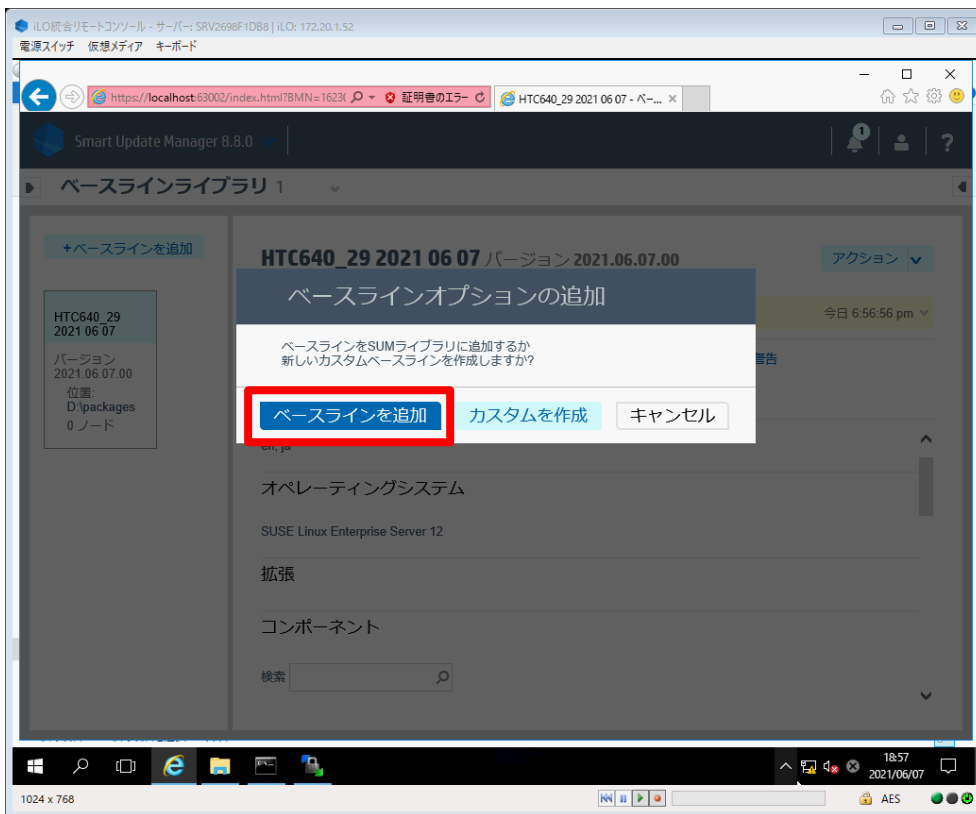 iLO統合リモートコンソール - サーバー: SRV2698F1DB8 | iLO: 172.20.1.52
電源スイッチ 仮想メディア キーボード
https://localhost:63002/index.html?BMN=1623( 証明書のエラー HTC640_29 2021 06 07 - ベー...
Smart Update Manager 8.8.0
1
?
ベースラインライブラリ 1
+ベースラインを追加
HTC640_29 2021 06 07 バージョン 2021.06.07.00
アクション
HTC640_29
2021 06 07
バージョン
2021.06.07.00
位置:
D:\packages
0 ノード
今日 6:56:56 pm
警告
ベースラインオプションの追加
ベースラインをSUMライブラリに追加するか
新しいカスタムベースラインを作成しますか?
ベースラインを追加 カスタムを作成 キャンセル
en, ja
オペレーティングシステム
SUSE Linux Enterprise Server 12
拡張
コンポーネント
検索
18:57
2021/06/07
1024 x 768
AES